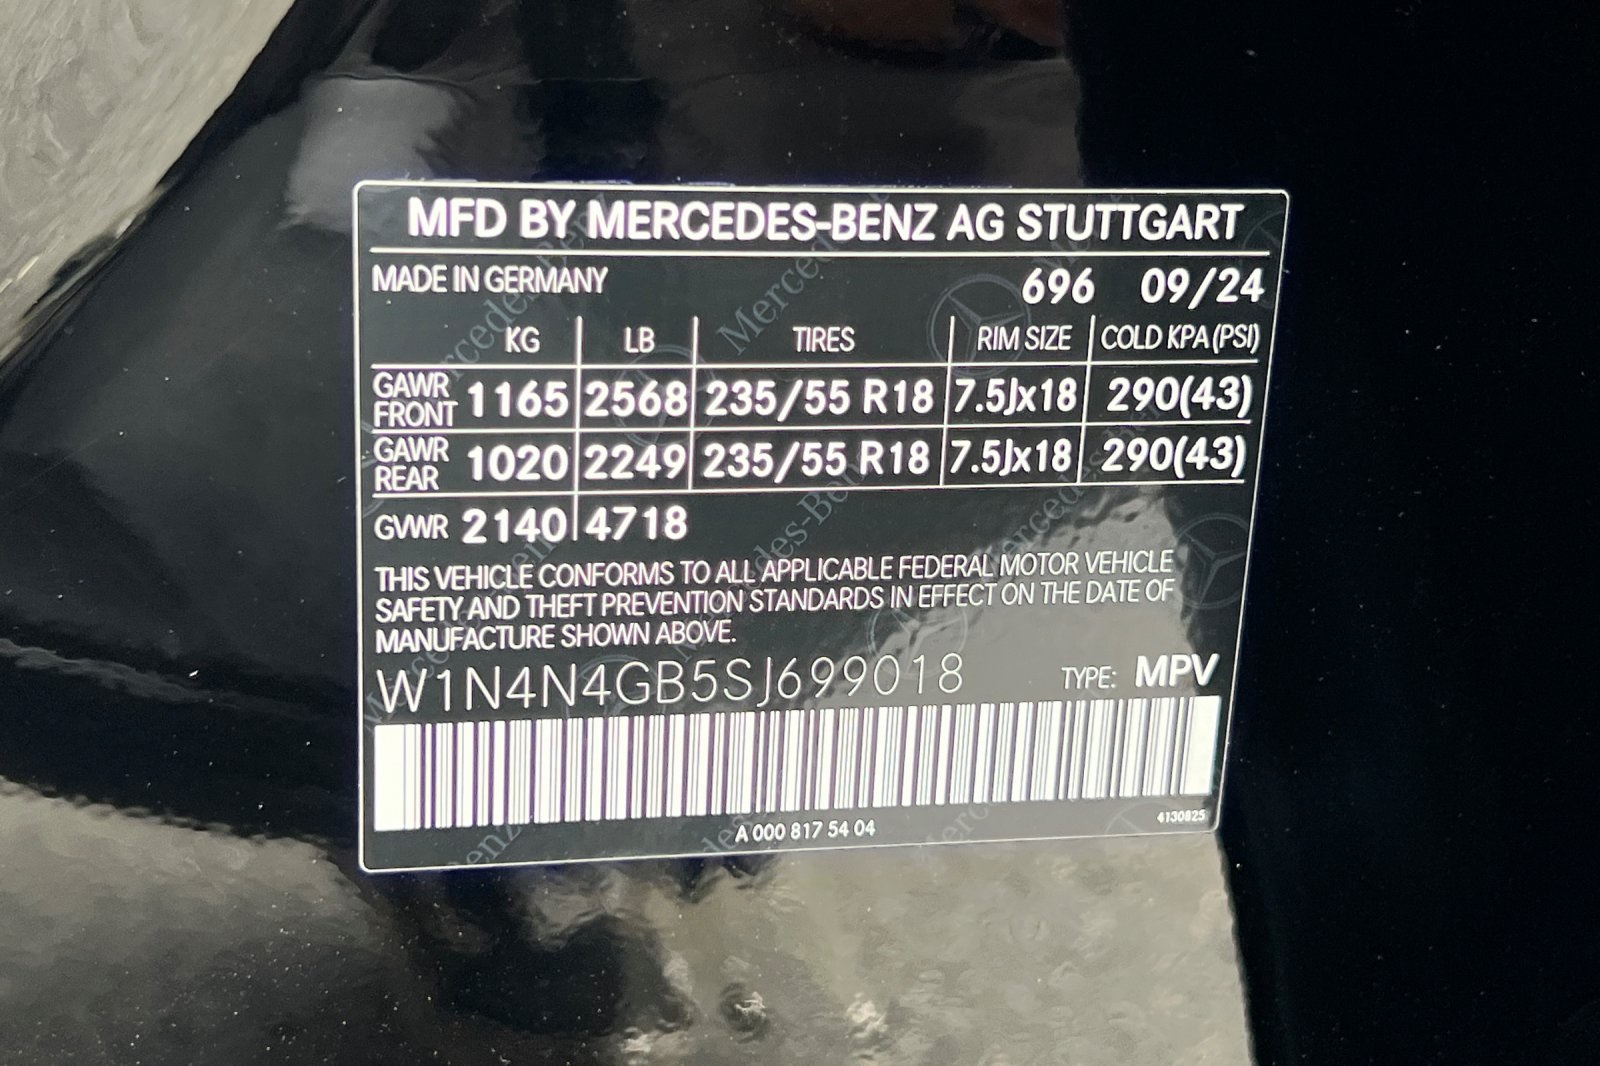 MFD BY MERCEDES-BENZ AG STUTTGART
MADE IN GERMANY 696 09/24
KG LB TIRES RIM SIZE COLD KPA(PSI)
GAWR FRONT 1165 2568 235/55 R18 7.5Jx18 290(43)
GAWR REAR 1020 2249 235/55 R18 7.5Jx18 290(43)
GVWR 2140 4718
THIS VEHICLE CONFORMS TO ALL APPLICABLE FEDERAL MOTOR VEHICLE
SAFETY AND THEFT PREVENTION STANDARDS IN EFFECT ON THE DATE OF
MANUFACTURE SHOWN ABOVE.
W1N4N4GB5SJ699018 TYPE: MPV
A 000 817 54 04 4130825